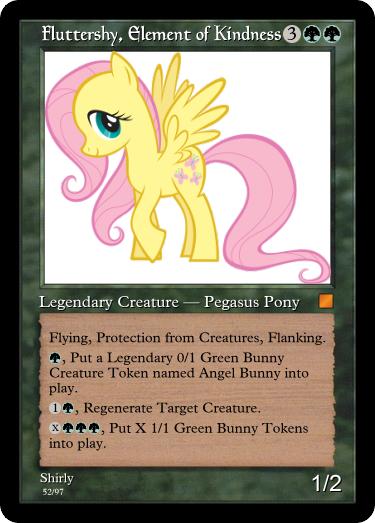 Fluttershy, Element of Kindness 3
Legendary Creature — Pegasus Pony
Flying, Protection from Creatures, Flanking.
, Put a Legendary 0/1 Green Bunny
Creature Token named Angel Bunny into
play.
1 , Regenerate Target Creature.
X , Put X 1/1 Green Bunny Tokens
into play.
Shirly
52/97
1/2